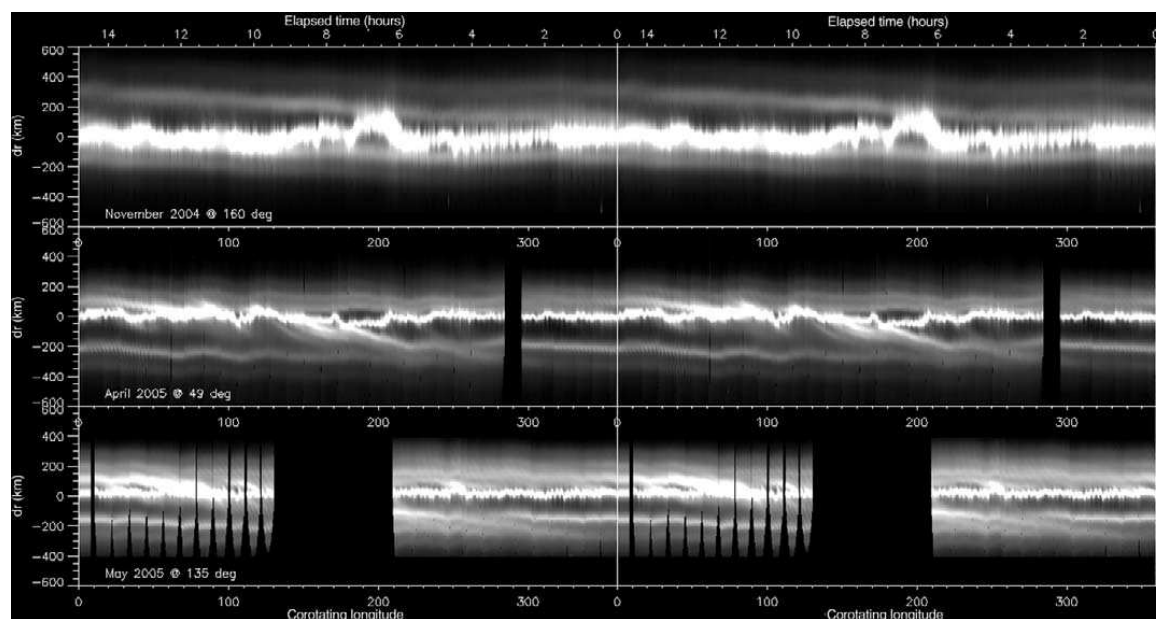 Elapsed time (hours) Elapsed time (hours)
14 12 10 8 6 4 2 0 14 12 10 8 6 4 2 0
600
400
200
0
−200
−400
−600
dr (km)
November 2004 @ 160 deg
0 100 200 300 0 100 200 300
600
400
200
0
−200
−400
−600
dr (km)
April 2005 @ 49 deg
0 100 200 300 0 100 200 300
600
400
200
0
−200
−400
−600
dr (km)
May 2005 @ 135 deg
0 100 200 300 0 100 200 300
Corotating longitude Corotating longitude